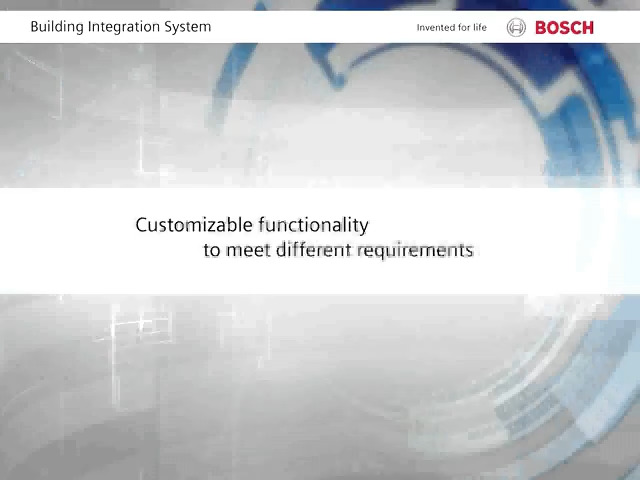 Building Integration System
Invented for life
BOSCH
Customizable functionality
to meet different requirements